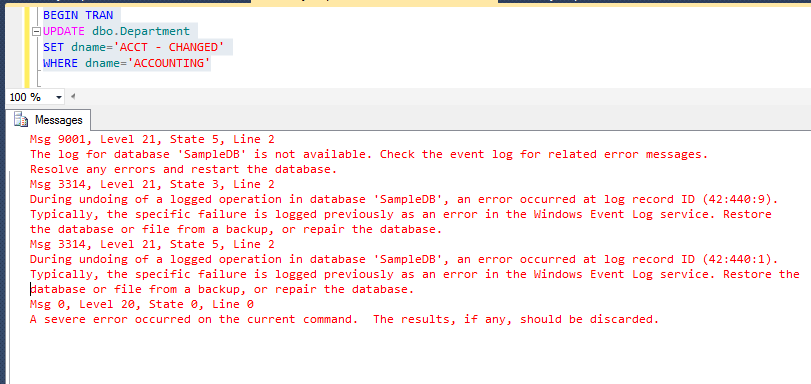 BEGIN TRAN
UPDATE dbo.Department
SET dname='ACCT - CHANGED'
WHERE dname='ACCOUNTING'
100 %
Messages
Msg 9001, Level 21, State 5, Line 2
The log for database 'SampleDB' is not available. Check the event log for related error messages.
Resolve any errors and restart the database.
Msg 3314, Level 21, State 3, Line 2
During undoing of a logged operation in database 'SampleDB', an error occurred at log record ID (42:440:9).
Typically, the specific failure is logged previously as an error in the Windows Event Log service. Restore
the database or file from a backup, or repair the database.
Msg 3314, Level 21, State 5, Line 2
During undoing of a logged operation in database 'SampleDB', an error occurred at log record ID (42:440:1).
Typically, the specific failure is logged previously as an error in the Windows Event Log service. Restore the
database or file from a backup, or repair the database.
Msg 0, Level 20, State 0, Line 0
A severe error occurred on the current command.  The results, if any, should be discarded.